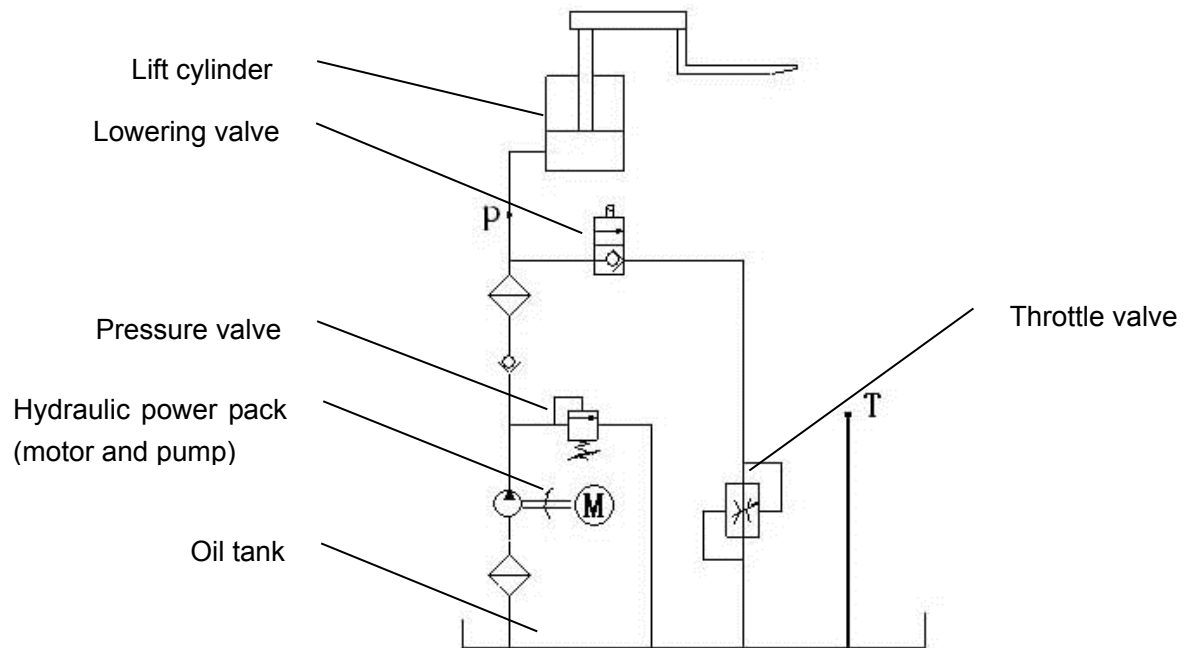 Lift cylinder
Lowering valve
p
Pressure valve
Throttle valve
Hydraulic power pack
(motor and pump)
T
M
Oil tank